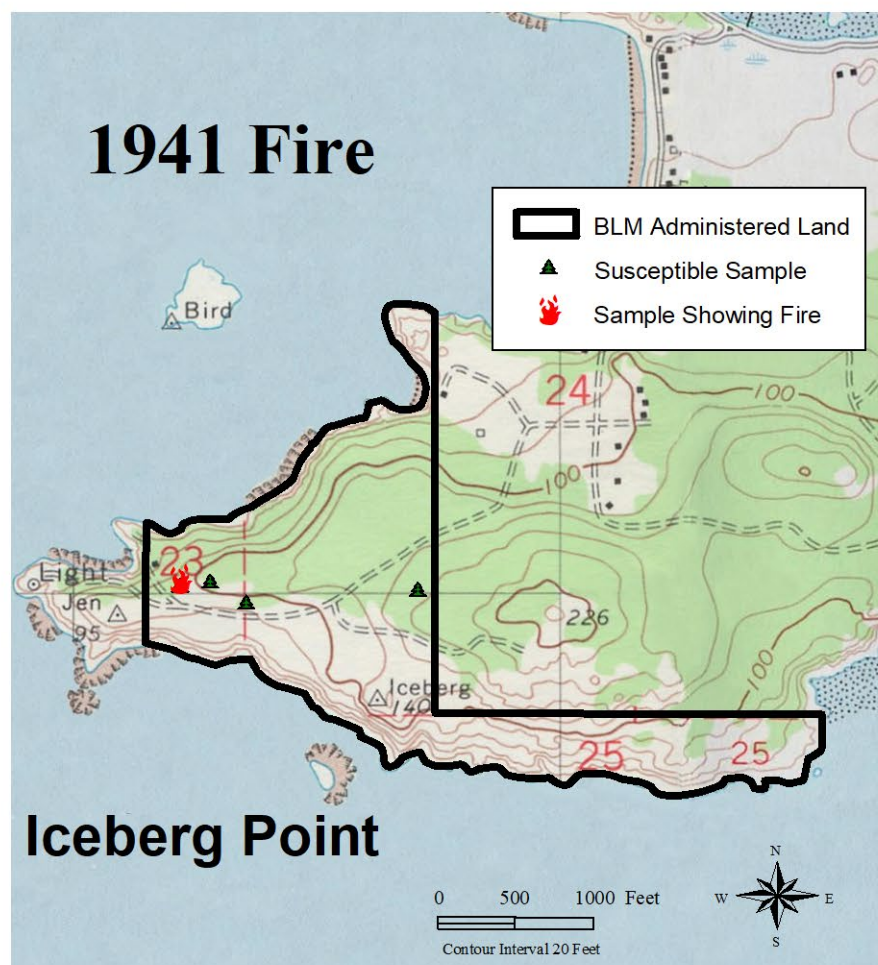 1941 Fire
BLM Administered Land
Susceptible Sample
Sample Showing Fire
Bird
24
100
100
23
Light
Jen
95
226
100
Iceberg
140
25
25
Iceberg Point
0 500 1000 Feet
Contour Interval 20 Feet
N
W E
S